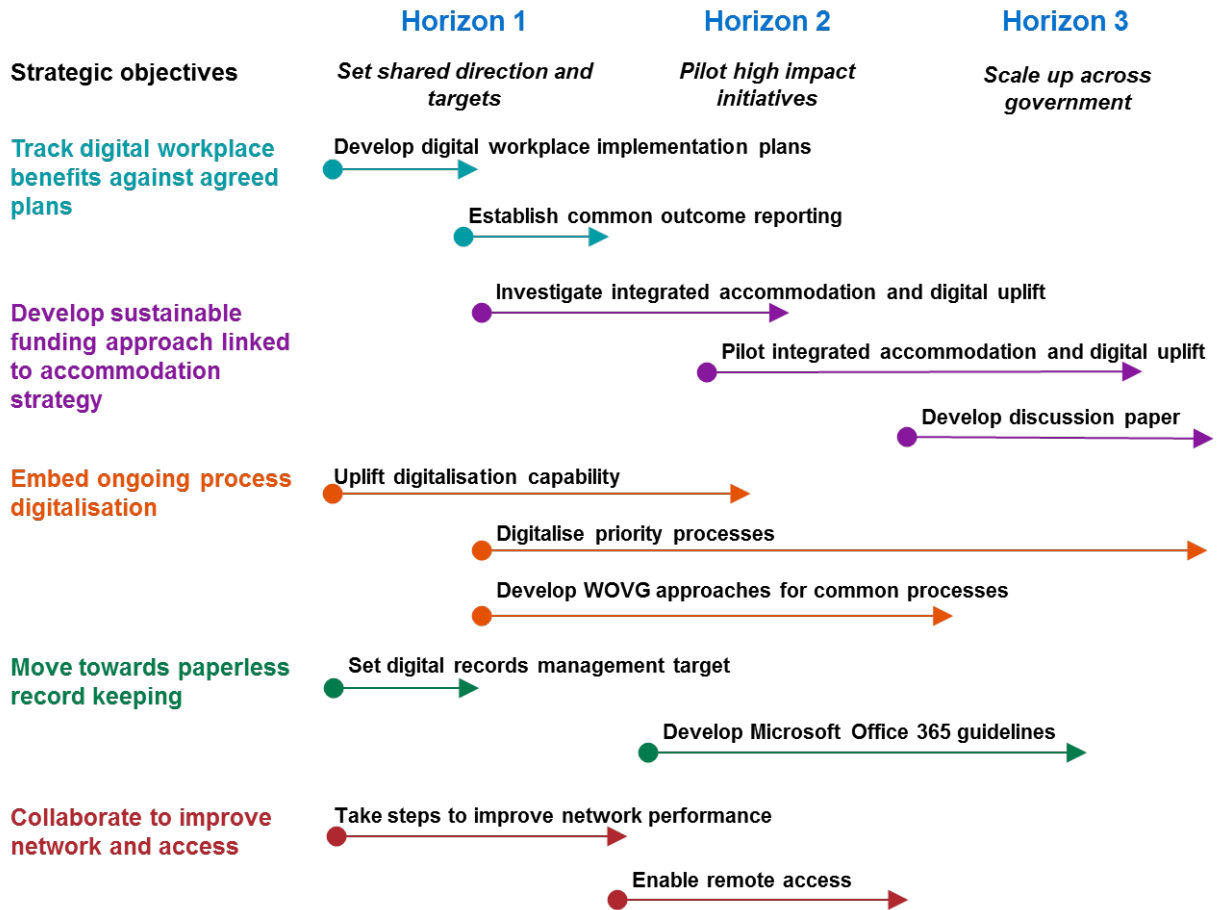 Horizon 1
Horizon 2
Horizon 3
Strategic objectives
Set shared direction and
targets
Pilot high impact
initiatives
Scale up across
government
Track digital workplace
benefits against agreed
plans
Develop digital workplace implementation plans
Establish common outcome reporting
Develop sustainable
funding approach linked
to accommodation
strategy
Investigate integrated accommodation and digital uplift
Pilot integrated accommodation and digital uplift
Develop discussion paper
Embed ongoing process
digitalisation
Uplift digitalisation capability
Digitalise priority processes
Develop WOVG approaches for common processes
Move towards paperless
record keeping
Set digital records management target
Develop Microsoft Office 365 guidelines
Collaborate to improve
network and access
Take steps to improve network performance
Enable remote access